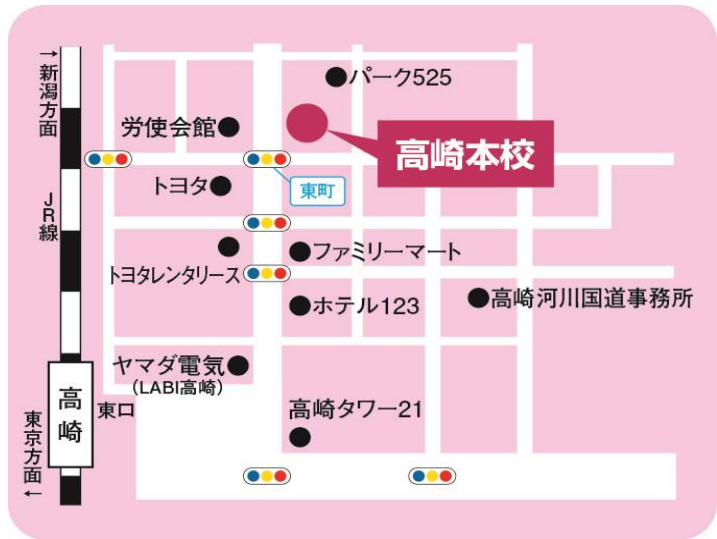 →新潟方面
JR線
パーク525
労使会館
高崎本校
トヨタ
東町
ファミリーマート
トヨタレンタリース
ホテル123
高崎河川国道事務所
ヤマダ電気
(LABI高崎)
高崎
東口
高崎タワー21
東京方面←